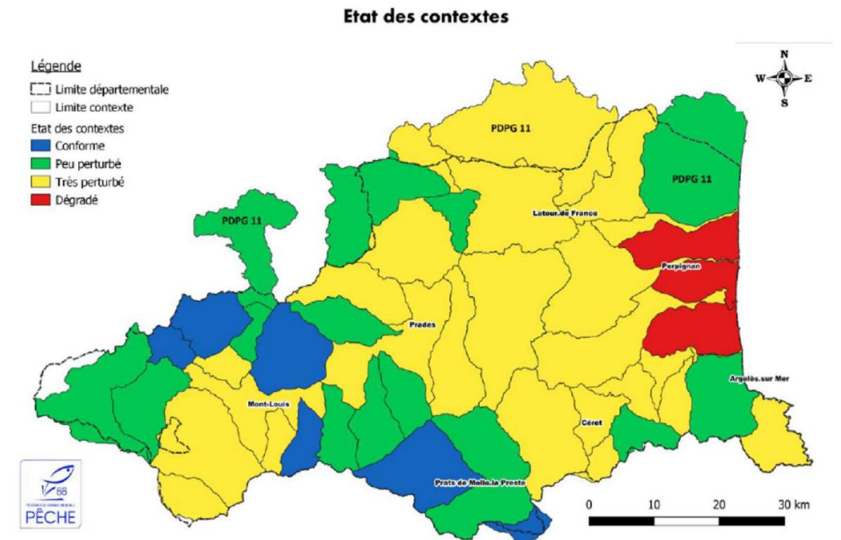 Etat des contextes
Légende
Limite départementale
Limite contexte
Etat des contextes
Conforme
Peu perturbé
Très perturbé
Dégradé
N
W
E
S
PDPG 11
PDPG 11
PDPG 11
Latour.de France
Perpignan
Prades
Argelès.sur Mer
Mont-Louis
Céret
Prats de Mollo.la Preste
66
PÊCHE
0 10 20 30 km